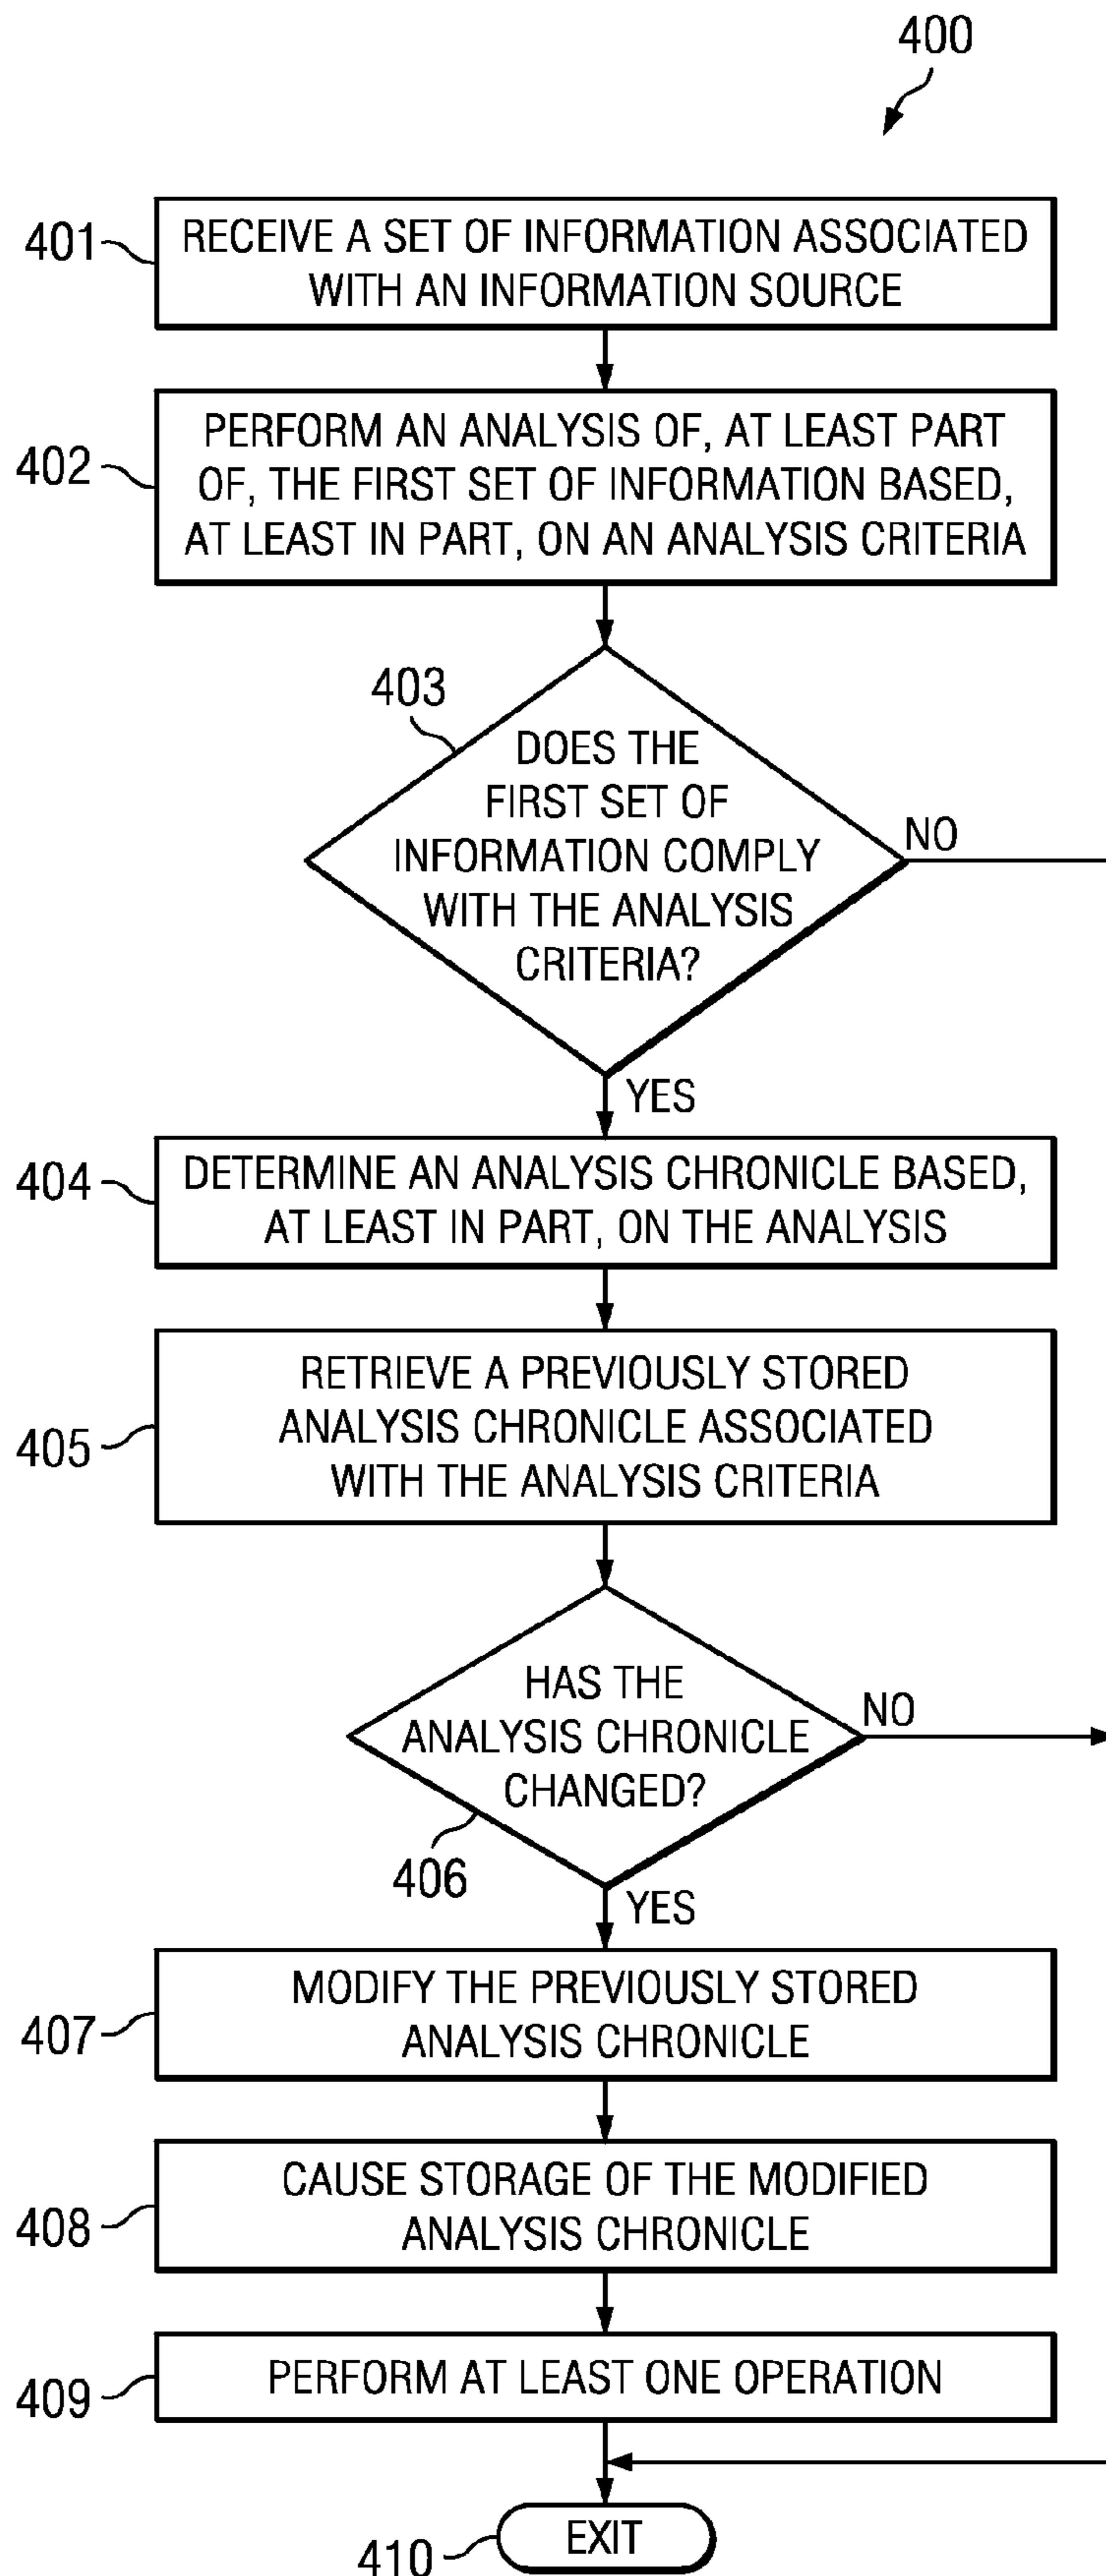 400
401
RECEIVE A SET OF INFORMATION ASSOCIATED
WITH AN INFORMATION SOURCE
402
PERFORM AN ANALYSIS OF, AT LEAST PART
OF, THE FIRST SET OF INFORMATION BASED,
AT LEAST IN PART, ON AN ANALYSIS CRITERIA
403
DOES THE
FIRST SET OF
INFORMATION COMPLY
WITH THE ANALYSIS
CRITERIA?
NO
YES
404
DETERMINE AN ANALYSIS CHRONICLE BASED,
AT LEAST IN PART, ON THE ANALYSIS
405
RETRIEVE A PREVIOUSLY STORED
ANALYSIS CHRONICLE ASSOCIATED
WITH THE ANALYSIS CRITERIA
HAS THE
ANALYSIS CHRONICLE
CHANGED?
NO
406
YES
407
MODIFY THE PREVIOUSLY STORED
ANALYSIS CHRONICLE
408
CAUSE STORAGE OF THE MODIFIED
ANALYSIS CHRONICLE
409
PERFORM AT LEAST ONE OPERATION
410
EXIT